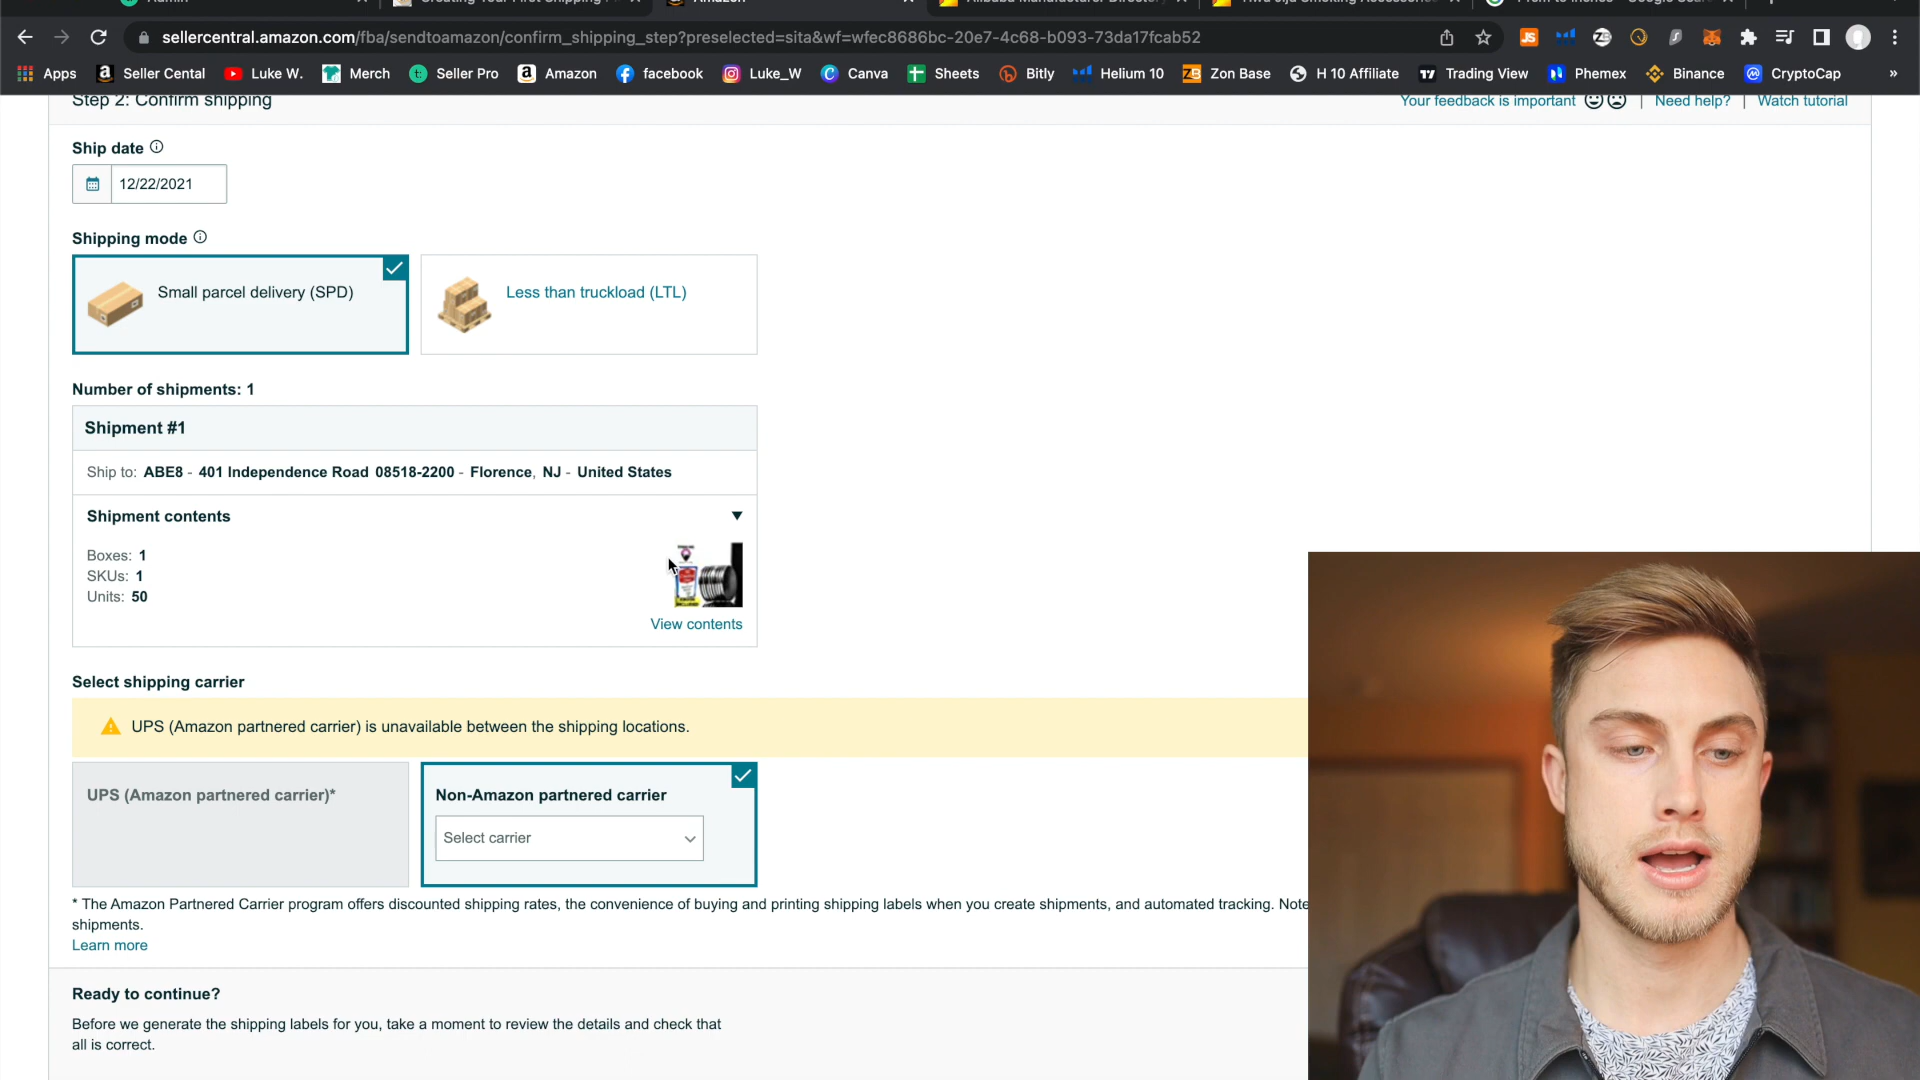 Admin
Amazon
sellercentral.amazon.com/fba/sendtoamazon/confirm_shipping_step?preselected=sita&wf=wfec8686bc-20e7-4c68-b093-73da17fcab52
Apps
Seller Cental
Luke W.
Merch
Seller Pro
Amazon
facebook
Luke_W
Canva
Sheets
Bitly
Helium 10
Zon Base
H 10 Affiliate
Trading View
Phemex
Binance
CryptoCap
»
Step 2: Confirm shipping
Your feedback is important | Need help? | Watch tutorial
Ship date
12/22/2021
Shipping mode
Small parcel delivery (SPD)
Less than truckload (LTL)
Number of shipments: 1
Shipment #1
Ship to: ABE8 - 401 Independence Road 08518-2200 - Florence, NJ - United States
Shipment contents
Boxes: 1
SKUs: 1
Units: 50
View contents
Select shipping carrier
UPS (Amazon partnered carrier) is unavailable between the shipping locations.
UPS (Amazon partnered carrier)*
Non-Amazon partnered carrier
Select carrier
* The Amazon Partnered Carrier program offers discounted shipping rates, the convenience of buying and printing shipping labels when you create shipments, and automated tracking. Note
shipments.
Learn more
Ready to continue?
Before we generate the shipping labels for you, take a moment to review the details and check that
all is correct.